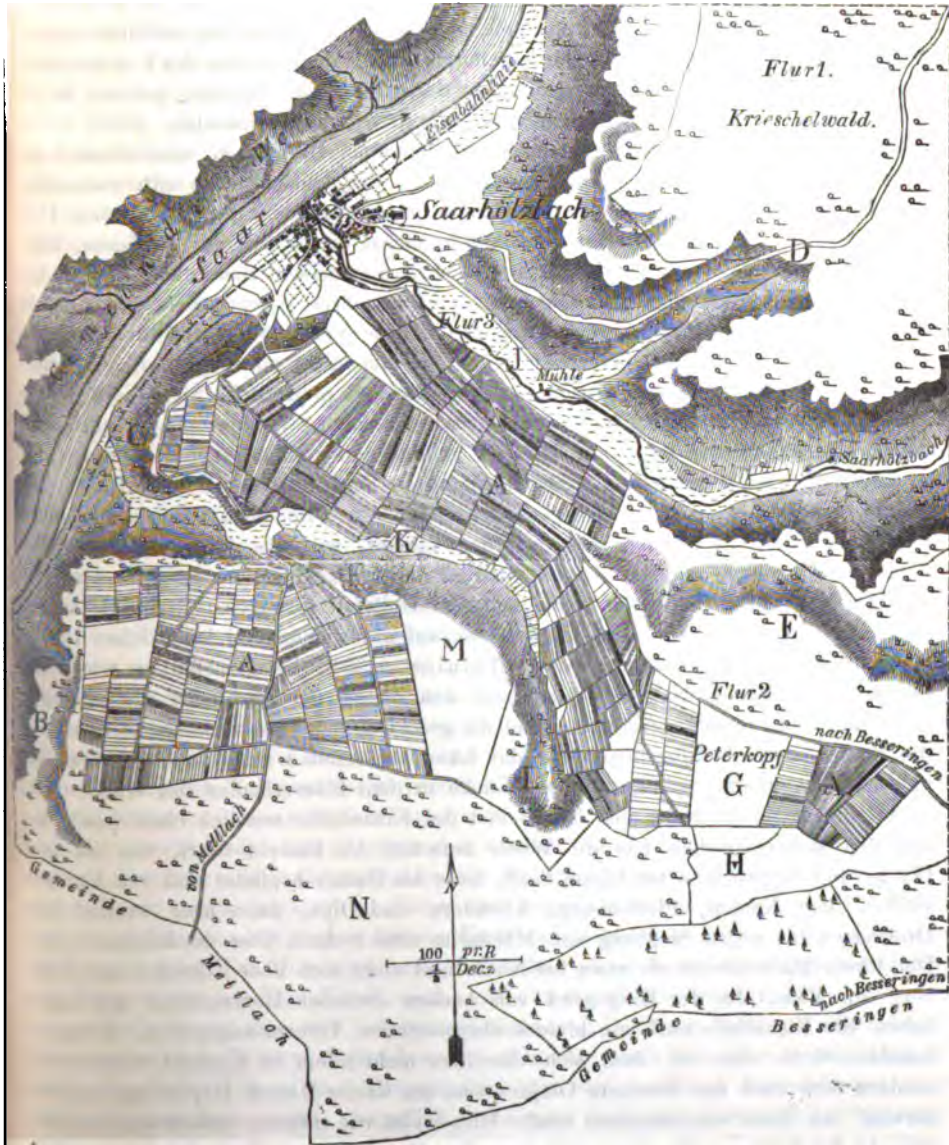 Flur 1.
Krieschelwald.
Eisenbahnlinie
Saar
Saarhölzbach
D
Flur 3
J
Mühle
Saarhölzbach
C
A
K
E
M
A
B
Flur 2
nach Besseringen
Peterkopf
G
H
von Mettlach
Gemeinde
Mettlach
N
100 pr.R
Dec.z
nach Besseringen
Gemeinde Besseringen